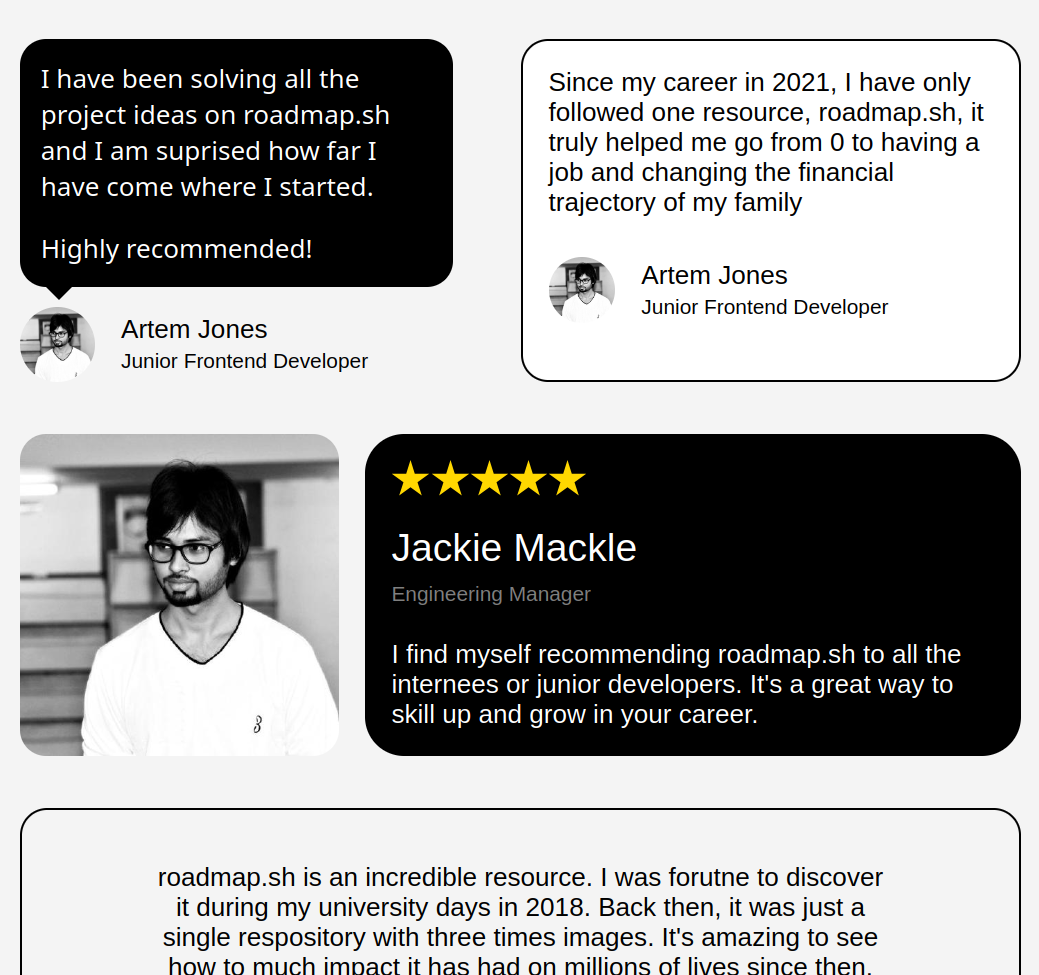 I have been solving all the
project ideas on roadmap.sh
and I am suprised how far I
have come where I started.
Highly recommended!
Artem Jones
Junior Frontend Developer
Since my career in 2021, I have only
followed one resource, roadmap.sh, it
truly helped me go from 0 to having a
job and changing the financial
trajectory of my family
Artem Jones
Junior Frontend Developer
★★★★★
Jackie Mackle
Engineering Manager
I find myself recommending roadmap.sh to all the
internees or junior developers. It's a great way to
skill up and grow in your career.
roadmap.sh is an incredible resource. I was forutne to discover
it during my university days in 2018. Back then, it was just a
single respository with three times images. It's amazing to see
how to much impact it has had on millions of lives since then.